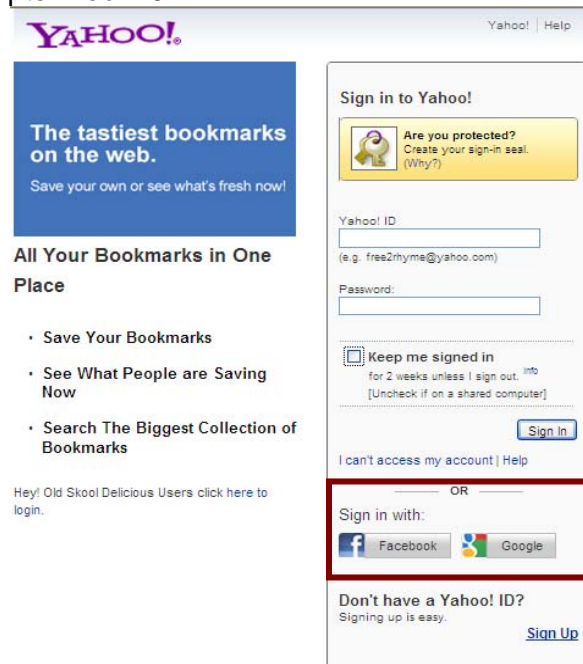 YAHOO!®
Yahoo! | Help
The tastiest bookmarks
on the web.
Save your own or see what's fresh now!
All Your Bookmarks in One
Place
· Save Your Bookmarks
· See What People are Saving
Now
· Search The Biggest Collection of
Bookmarks
Hey! Old Skool Delicious Users click here to
login.
Sign in to Yahoo!
Are you protected?
Create your sign-in seal.
(Why?)
Yahoo! ID
(e.g. free2rhyme@yahoo.com)
Password:
Keep me signed in
for 2 weeks unless I sign out. Info
[Uncheck if on a shared computer]
Sign In
I can't access my account | Help
OR
Sign in with:
f Facebook g Google
Don't have a Yahoo! ID?
Signing up is easy.
Sign Up